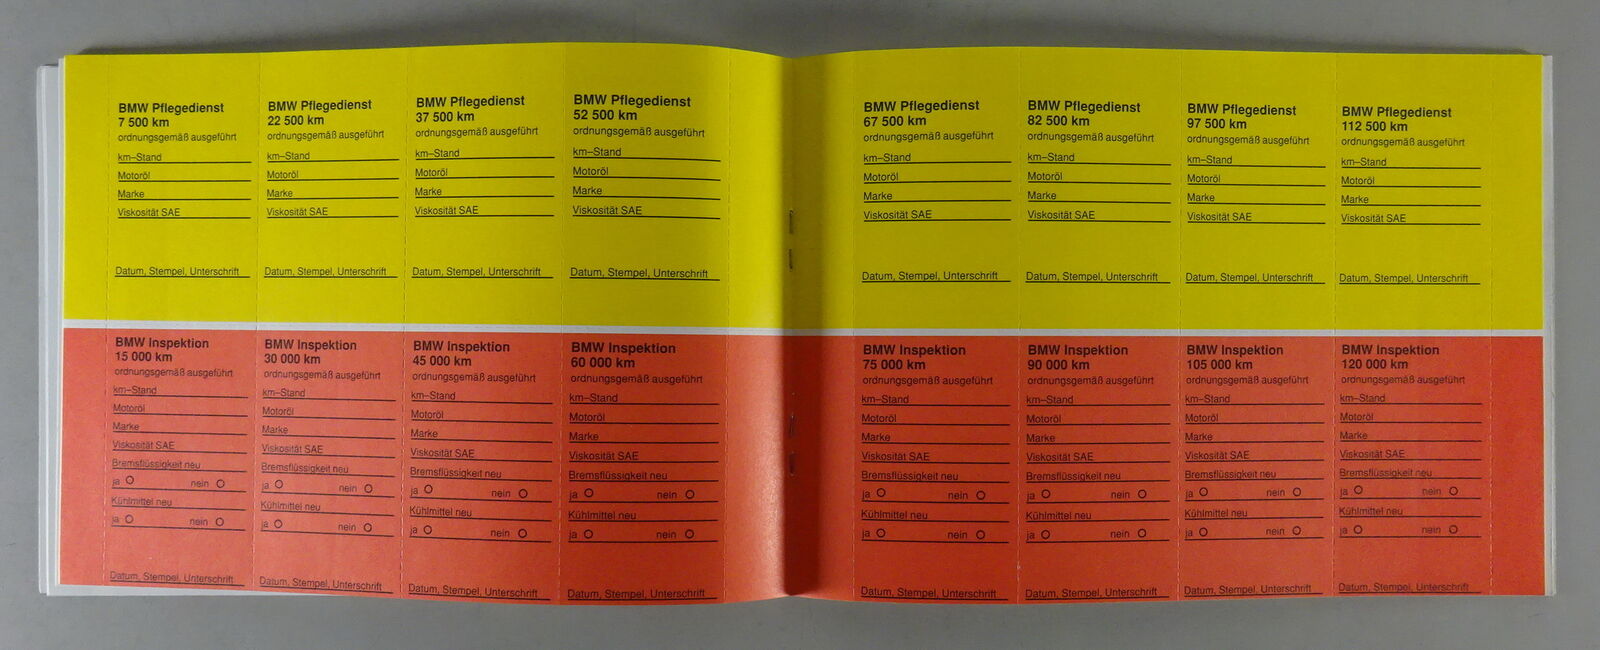 BMW Pflegedienst
7 500 km
ordnungsgemäß ausgeführt
km–Stand
Motoröl
Marke
Viskosität SAE
Datum, Stempel, Unterschrift
BMW Pflegedienst
22 500 km
ordnungsgemäß ausgeführt
km–Stand
Motoröl
Marke
Viskosität SAE
Datum, Stempel, Unterschrift
BMW Pflegedienst
37 500 km
ordnungsgemäß ausgeführt
km–Stand
Motoröl
Marke
Viskosität SAE
Datum, Stempel, Unterschrift
BMW Pflegedienst
52 500 km
ordnungsgemäß ausgeführt
km–Stand
Motoröl
Marke
Viskosität SAE
Datum, Stempel, Unterschrift
BMW Pflegedienst
67 500 km
ordnungsgemäß ausgeführt
km–Stand
Motoröl
Marke
Viskosität SAE
Datum, Stempel, Unterschrift
BMW Pflegedienst
82 500 km
ordnungsgemäß ausgeführt
km–Stand
Motoröl
Marke
Viskosität SAE
Datum, Stempel, Unterschrift
BMW Pflegedienst
97 500 km
ordnungsgemäß ausgeführt
km–Stand
Motoröl
Marke
Viskosität SAE
Datum, Stempel, Unterschrift
BMW Pflegedienst
112 500 km
ordnungsgemäß ausgeführt
km–Stand
Motoröl
Marke
Viskosität SAE
Datum, Stempel, Unterschrift
BMW Inspektion
15 000 km
ordnungsgemäß ausgeführt
km–Stand
Motoröl
Marke
Viskosität SAE
Bremsflüssigkeit neu
ja O nein O
Kühlmittel neu
ja O nein O
Datum, Stempel, Unterschrift
BMW Inspektion
30 000 km
ordnungsgemäß ausgeführt
km–Stand
Motoröl
Marke
Viskosität SAE
Bremsflüssigkeit neu
ja O nein O
Kühlmittel neu
ja O nein O
Datum, Stempel, Unterschrift
BMW Inspektion
45 000 km
ordnungsgemäß ausgeführt
km–Stand
Motoröl
Marke
Viskosität SAE
Bremsflüssigkeit neu
ja O nein O
Kühlmittel neu
ja O nein O
Datum, Stempel, Unterschrift
BMW Inspektion
60 000 km
ordnungsgemäß ausgeführt
km–Stand
Motoröl
Marke
Viskosität SAE
Bremsflüssigkeit neu
ja O nein O
Kühlmittel neu
ja O nein O
Datum, Stempel, Unterschrift
BMW Inspektion
75 000 km
ordnungsgemäß ausgeführt
km–Stand
Motoröl
Marke
Viskosität SAE
Bremsflüssigkeit neu
ja O nein O
Kühlmittel neu
ja O nein O
Datum, Stempel, Unterschrift
BMW Inspektion
90 000 km
ordnungsgemäß ausgeführt
km–Stand
Motoröl
Marke
Viskosität SAE
Bremsflüssigkeit neu
ja O nein O
Kühlmittel neu
ja O nein O
Datum, Stempel, Unterschrift
BMW Inspektion
105 000 km
ordnungsgemäß ausgeführt
km–Stand
Motoröl
Marke
Viskosität SAE
Bremsflüssigkeit neu
ja O nein O
Kühlmittel neu
ja O nein O
Datum, Stempel, Unterschrift
BMW Inspektion
120 000 km
ordnungsgemäß ausgeführt
km–Stand
Motoröl
Marke
Viskosität SAE
Bremsflüssigkeit neu
ja O nein O
Kühlmittel neu
ja O nein O
Datum, Stempel, Unterschrift